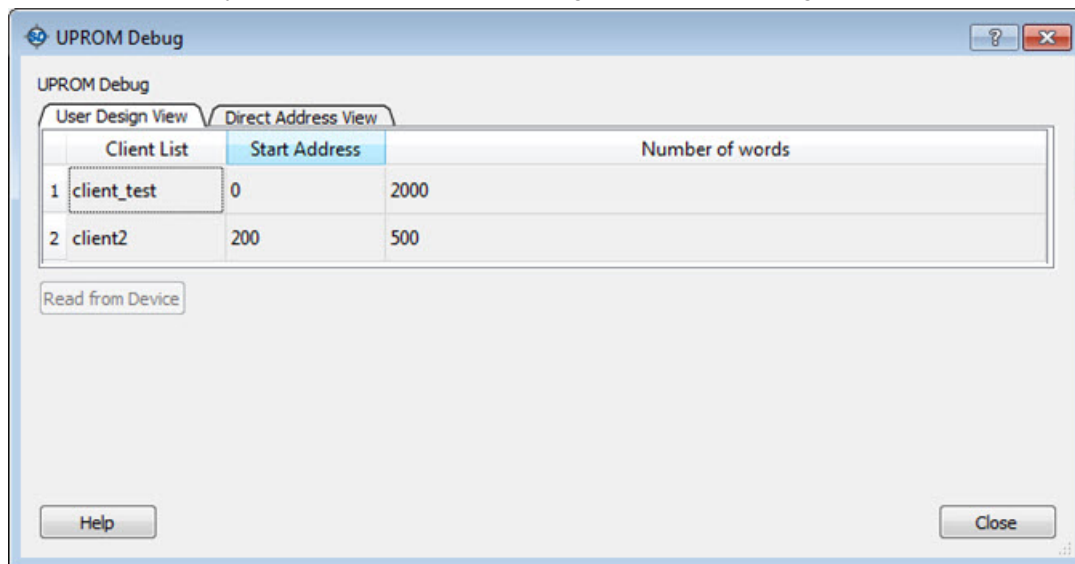 UPROM Debug
UPROM Debug
User Design View Direct Address View
Client List Start Address Number of words
1 client_test 0 2000
2 client2 200 500
Read from Device
Help Close